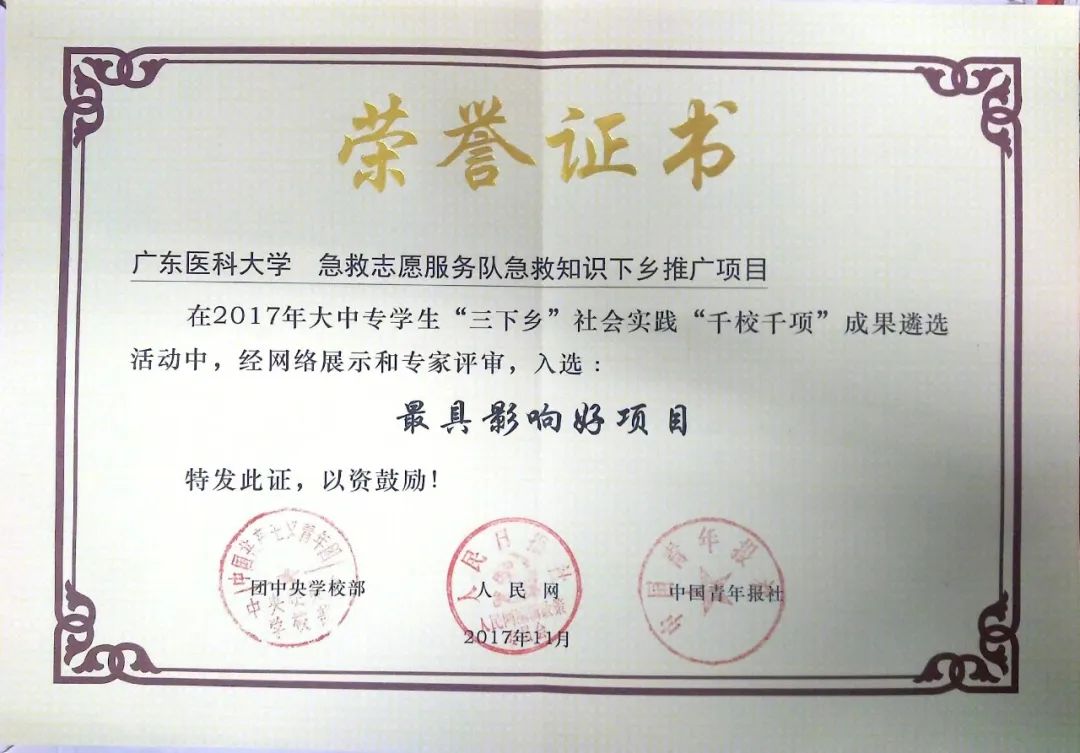 荣誉证书
广东医科大学 急救志愿服务队急救知识下乡推广项目
在2017年大中专学生“三下乡”社会实践“千校千项”成果遴选
活动中，经网络展示和专家评审，入选：
最具影响好项目
特发此证，以资鼓励！
团中央学校部 人民网 中国青年报社
2017年11月